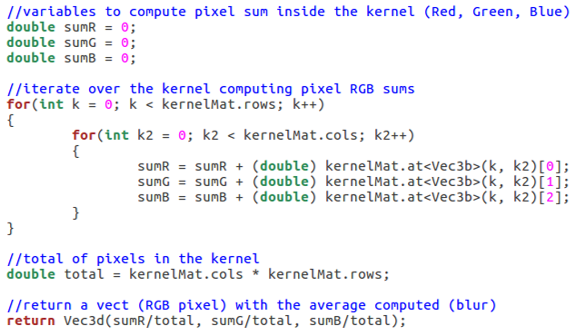 //variables to compute pixel sum inside the kernel (Red, Green, Blue)
double sumR = 0;
double sumG = 0;
double sumB = 0;

//iterate over the kernel computing pixel RGB sums
for(int k = 0; k < kernelMat.rows; k++)
{
        for(int k2 = 0; k2 < kernelMat.cols; k2++)
        {
                sumR = sumR + (double) kernelMat.at<Vec3b>(k, k2)[0];
                sumG = sumG + (double) kernelMat.at<Vec3b>(k, k2)[1];
                sumB = sumB + (double) kernelMat.at<Vec3b>(k, k2)[2];
        }
}

//total of pixels in the kernel
double total = kernelMat.cols * kernelMat.rows;

//return a vect (RGB pixel) with the average computed (blur)
return Vec3d(sumR/total, sumG/total, sumB/total);